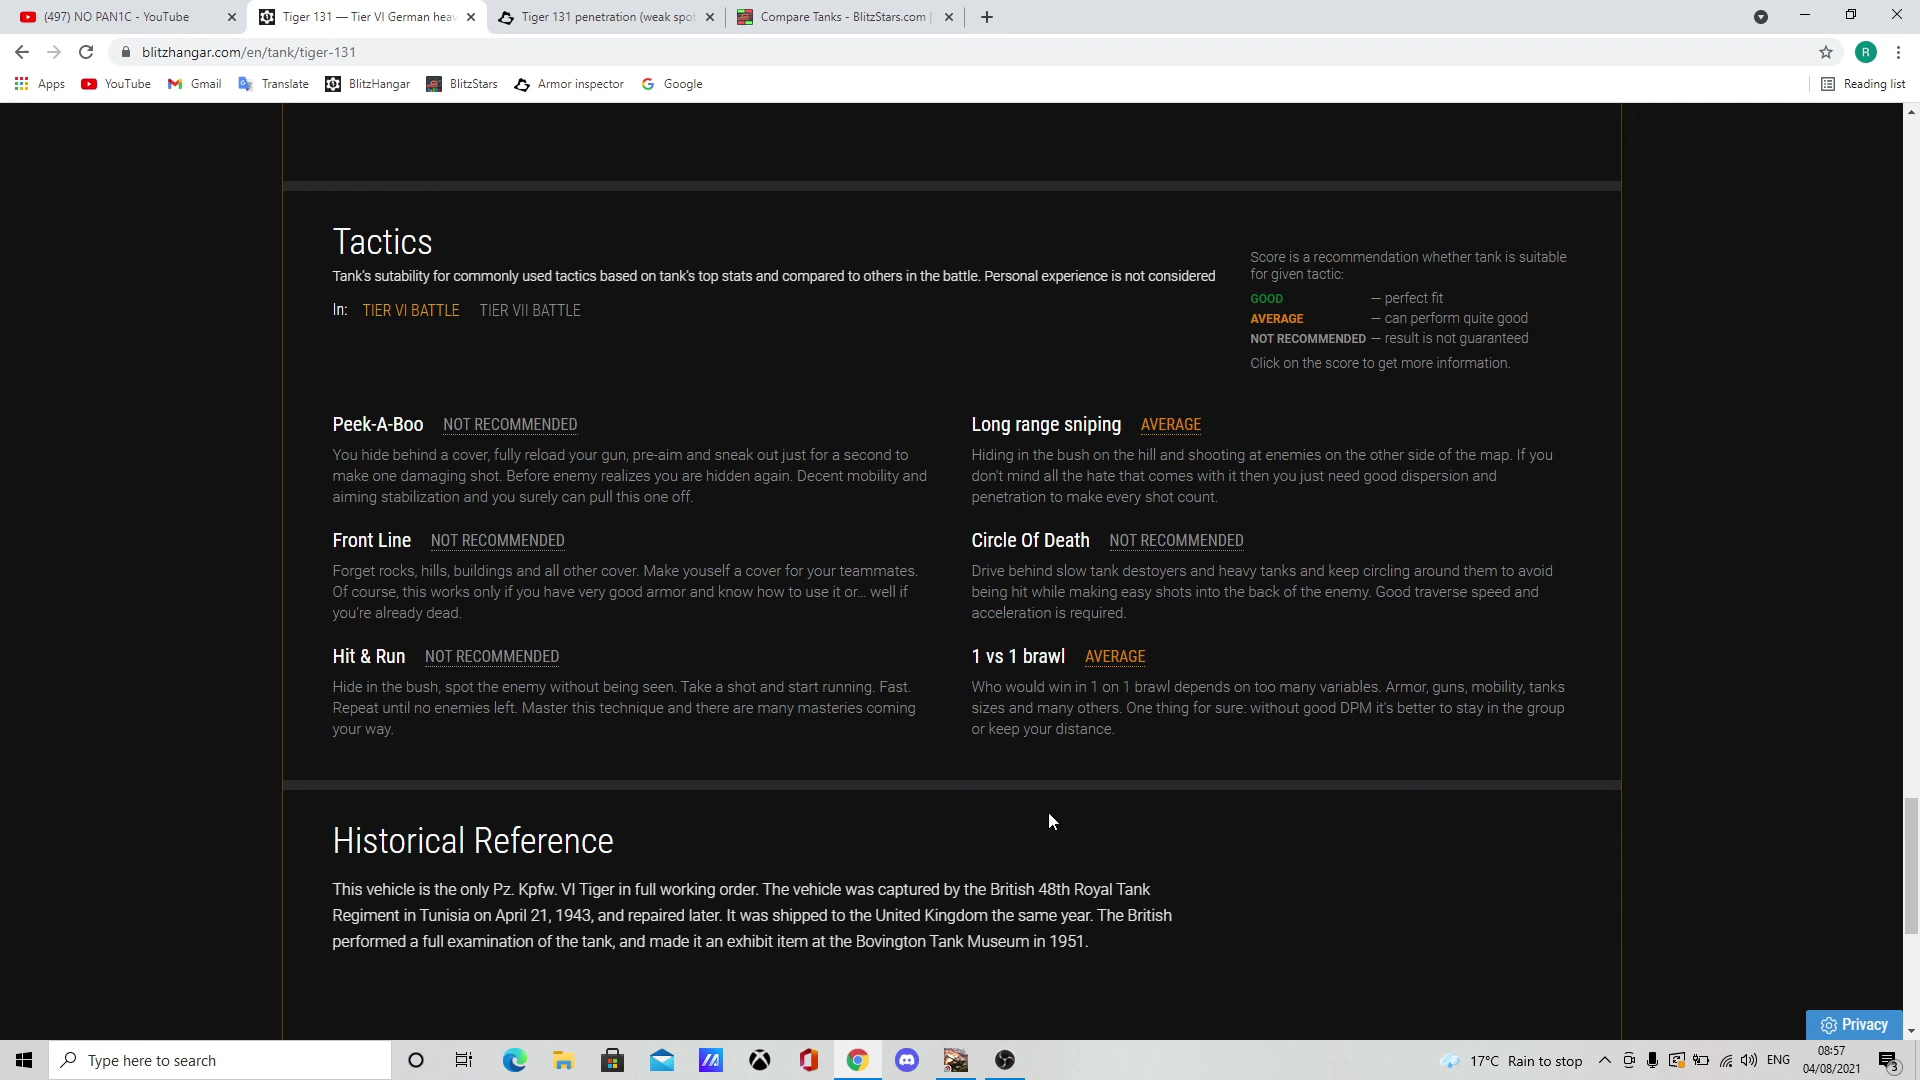 (497) NO PAN1C - YouTube
Tiger 131 — Tier VI German heav
Tiger 131 penetration (weak spot
Compare Tanks - BlitzStars.com |
blitzhangar.com/en/tank/tiger-131
R
Apps
YouTube
Gmail
Translate
BlitzHangar
BlitzStars
Armor inspector
Google
Reading list
Tactics
Tank's sutability for commonly used tactics based on tank's top stats and compared to others in the battle. Personal experience is not considered
In: TIER VI BATTLE TIER VII BATTLE
Score is a recommendation whether tank is suitable
for given tactic:
GOOD — perfect fit
AVERAGE — can perform quite good
NOT RECOMMENDED — result is not guaranteed
Click on the score to get more information.
Peek-A-Boo NOT RECOMMENDED
You hide behind a cover, fully reload your gun, pre-aim and sneak out just for a second to
make one damaging shot. Before enemy realizes you are hidden again. Decent mobility and
aiming stabilization and you surely can pull this one off.
Long range sniping AVERAGE
Hiding in the bush on the hill and shooting at enemies on the other side of the map. If you
don't mind all the hate that comes with it then you just need good dispersion and
penetration to make every shot count.
Front Line NOT RECOMMENDED
Forget rocks, hills, buildings and all other cover. Make youself a cover for your teammates.
Of course, this works only if you have very good armor and know how to use it or... well if
you're already dead.
Circle Of Death NOT RECOMMENDED
Drive behind slow tank destoyers and heavy tanks and keep circling around them to avoid
being hit while making easy shots into the back of the enemy. Good traverse speed and
acceleration is required.
Hit & Run NOT RECOMMENDED
Hide in the bush, spot the enemy without being seen. Take a shot and start running. Fast.
Repeat until no enemies left. Master this technique and there are many masteries coming
your way.
1 vs 1 brawl AVERAGE
Who would win in 1 on 1 brawl depends on too many variables. Armor, guns, mobility, tanks
sizes and many others. One thing for sure: without good DPM it's better to stay in the group
or keep your distance.
Historical Reference
This vehicle is the only Pz. Kpfw. VI Tiger in full working order. The vehicle was captured by the British 48th Royal Tank
Regiment in Tunisia on April 21, 1943, and repaired later. It was shipped to the United Kingdom the same year. The British
performed a full examination of the tank, and made it an exhibit item at the Bovington Tank Museum in 1951.
Privacy
Type here to search
17°C Rain to stop
ENG
08:57
04/08/2021
3